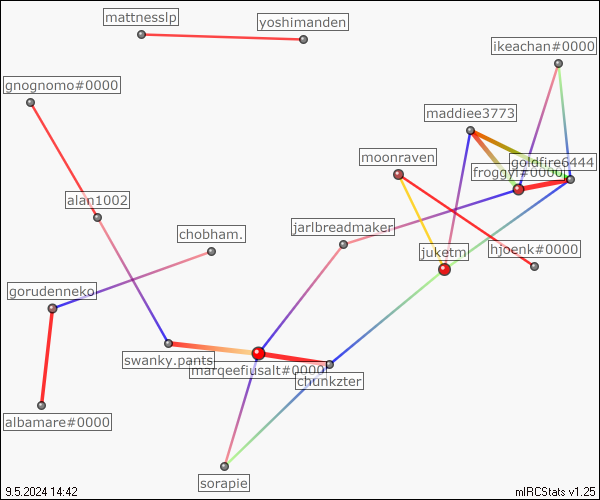 mattnesslp
yoshimanden
ikeachan#0000
gnognomo#0000
maddiee3773
moonraven
goldfire6444
froggyf#0000
alan1002
jarlbreadmaker
chobham.
juketm
hjoenk#0000
gorudenneko
swanky.pants
marqeefiusalt#0000
chunkzter
albamare#0000
sorapie
9.5.2024 14:42
mIRCStats v1.25